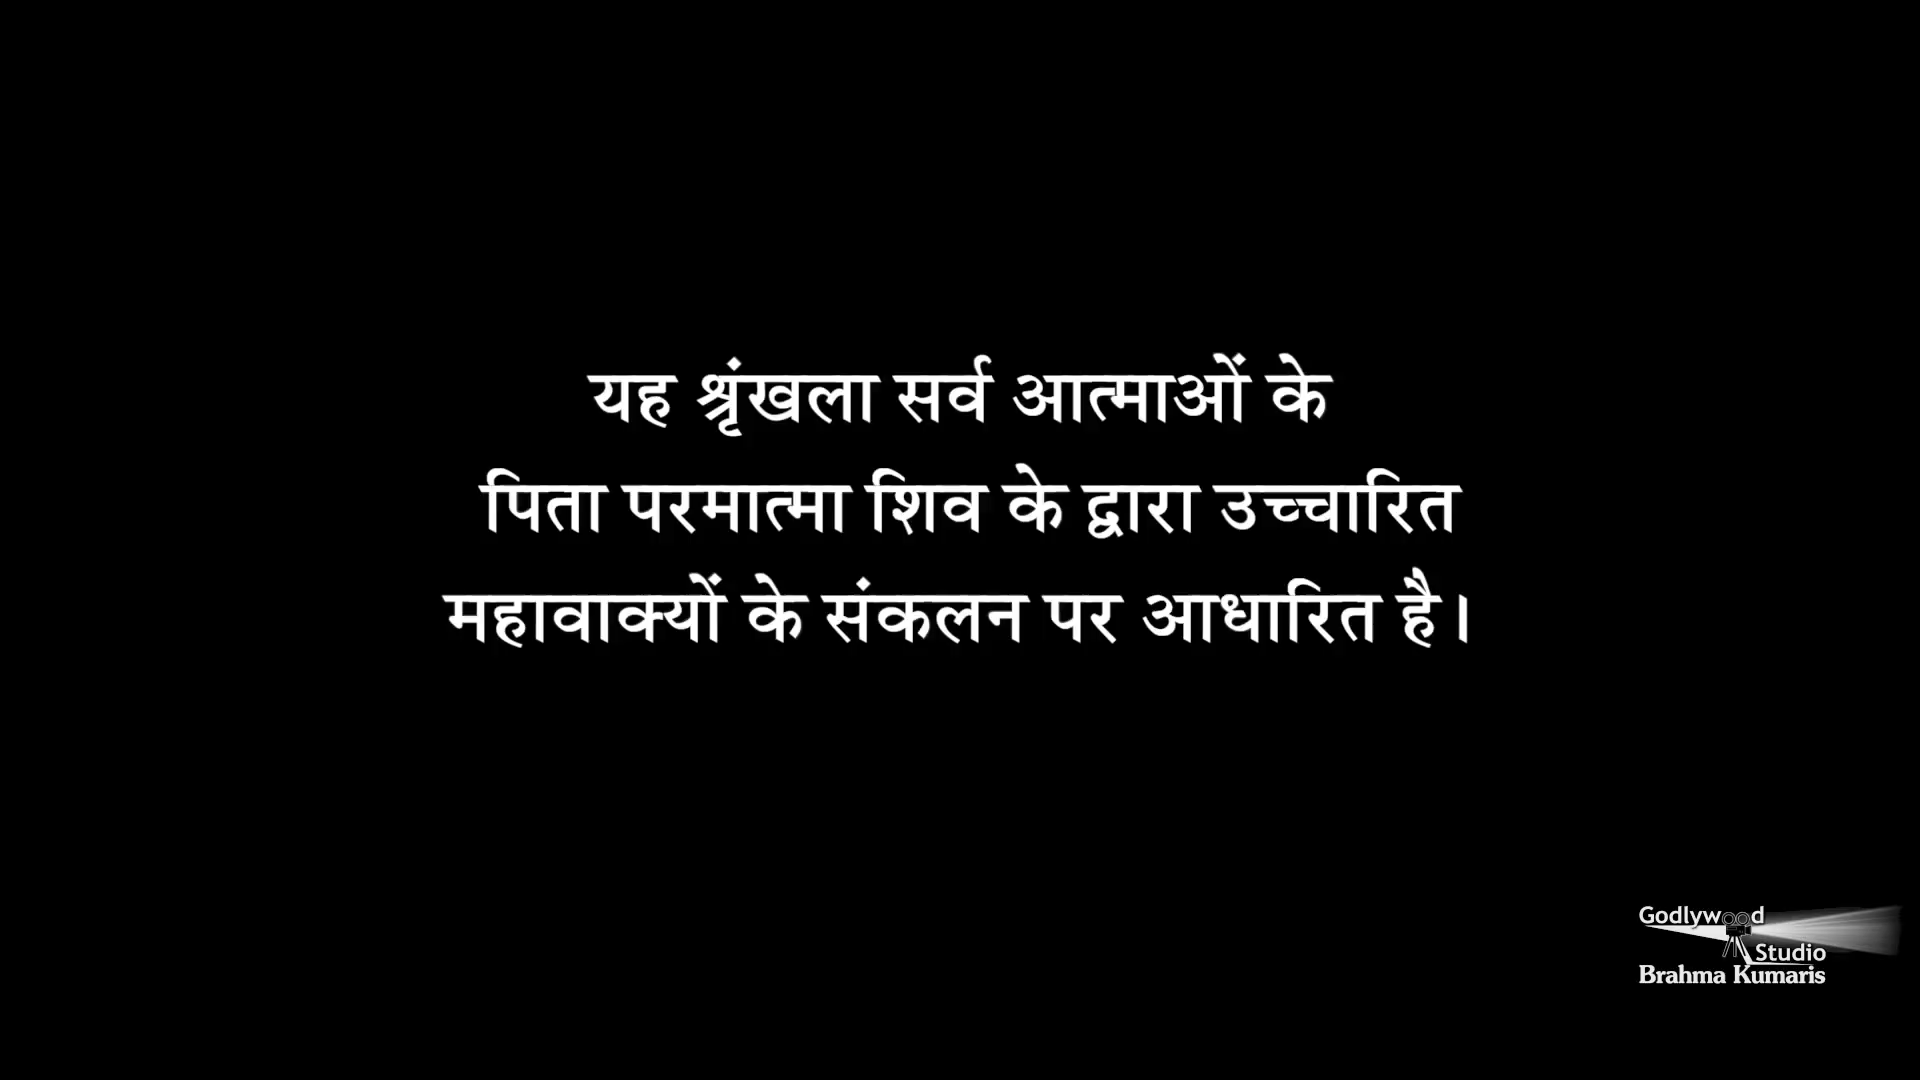 यह श्रृंखला सर्व आत्माओं के
पिता परमात्मा शिव के द्वारा उच्चारित
महावाक्यों के संकलन पर आधारित है।
Godlywood
Studio
Brahma Kumaris